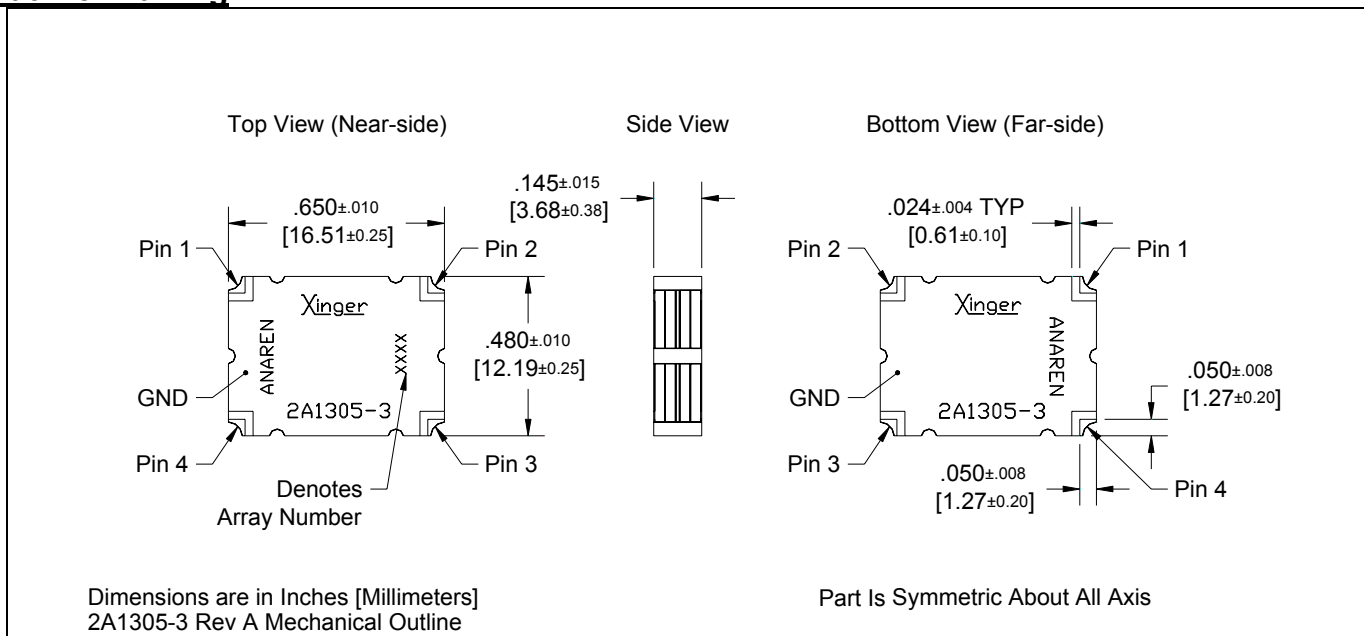 Top View (Near-side)
Side View
Bottom View (Far-side)
.650±.010
[16.51±0.25]
Pin 1
Pin 2
Xinger
ANAREN
XXXX
GND
2A1305-3
Pin 4
Pin 3
Denotes
Array Number
.480±.010
[12.19±0.25]
.145±.015
[3.68±0.38]
.024±.004 TYP
[0.61±0.10]
Pin 2
Pin 1
Xinger
ANAREN
GND
2A1305-3
Pin 3
Pin 4
.050±.008
[1.27±0.20]
.050±.008
[1.27±0.20]
Dimensions are in Inches [Millimeters]
2A1305-3 Rev A Mechanical Outline
Part Is Symmetric About All Axis